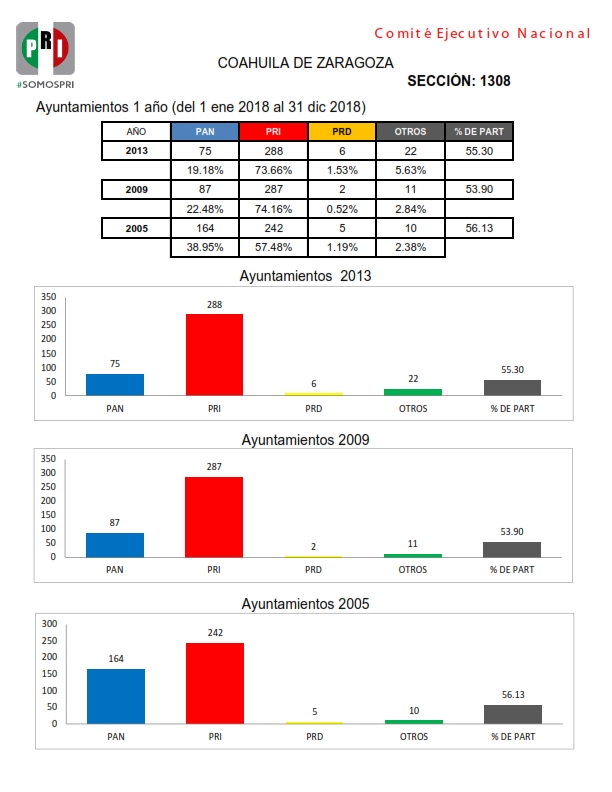 Comité Ejecutivo Nacional
PRI
#SOMOSPRI
COAHUILA DE ZARAGOZA
SECCIÓN: 1308
Ayuntamientos 1 año (del 1 ene 2018 al 31 dic 2018)
AÑO PAN PRI PRD OTROS % DE PART
2013 75 288 6 22 55.30
19.18% 73.66% 1.53% 5.63%
2009 87 287 2 11 53.90
22.48% 74.16% 0.52% 2.84%
2005 164 242 5 10 56.13
38.95% 57.48% 1.19% 2.38%
Ayuntamientos 2013
350
300
250
200
150
100
50
0
75 288 6 22 55.30
PAN PRI PRD OTROS % DE PART
Ayuntamientos 2009
350
300
250
200
150
100
50
0
87 287 2 11 53.90
PAN PRI PRD OTROS % DE PART
Ayuntamientos 2005
300
250
200
150
100
50
0
164 242 5 10 56.13
PAN PRI PRD OTROS % DE PART